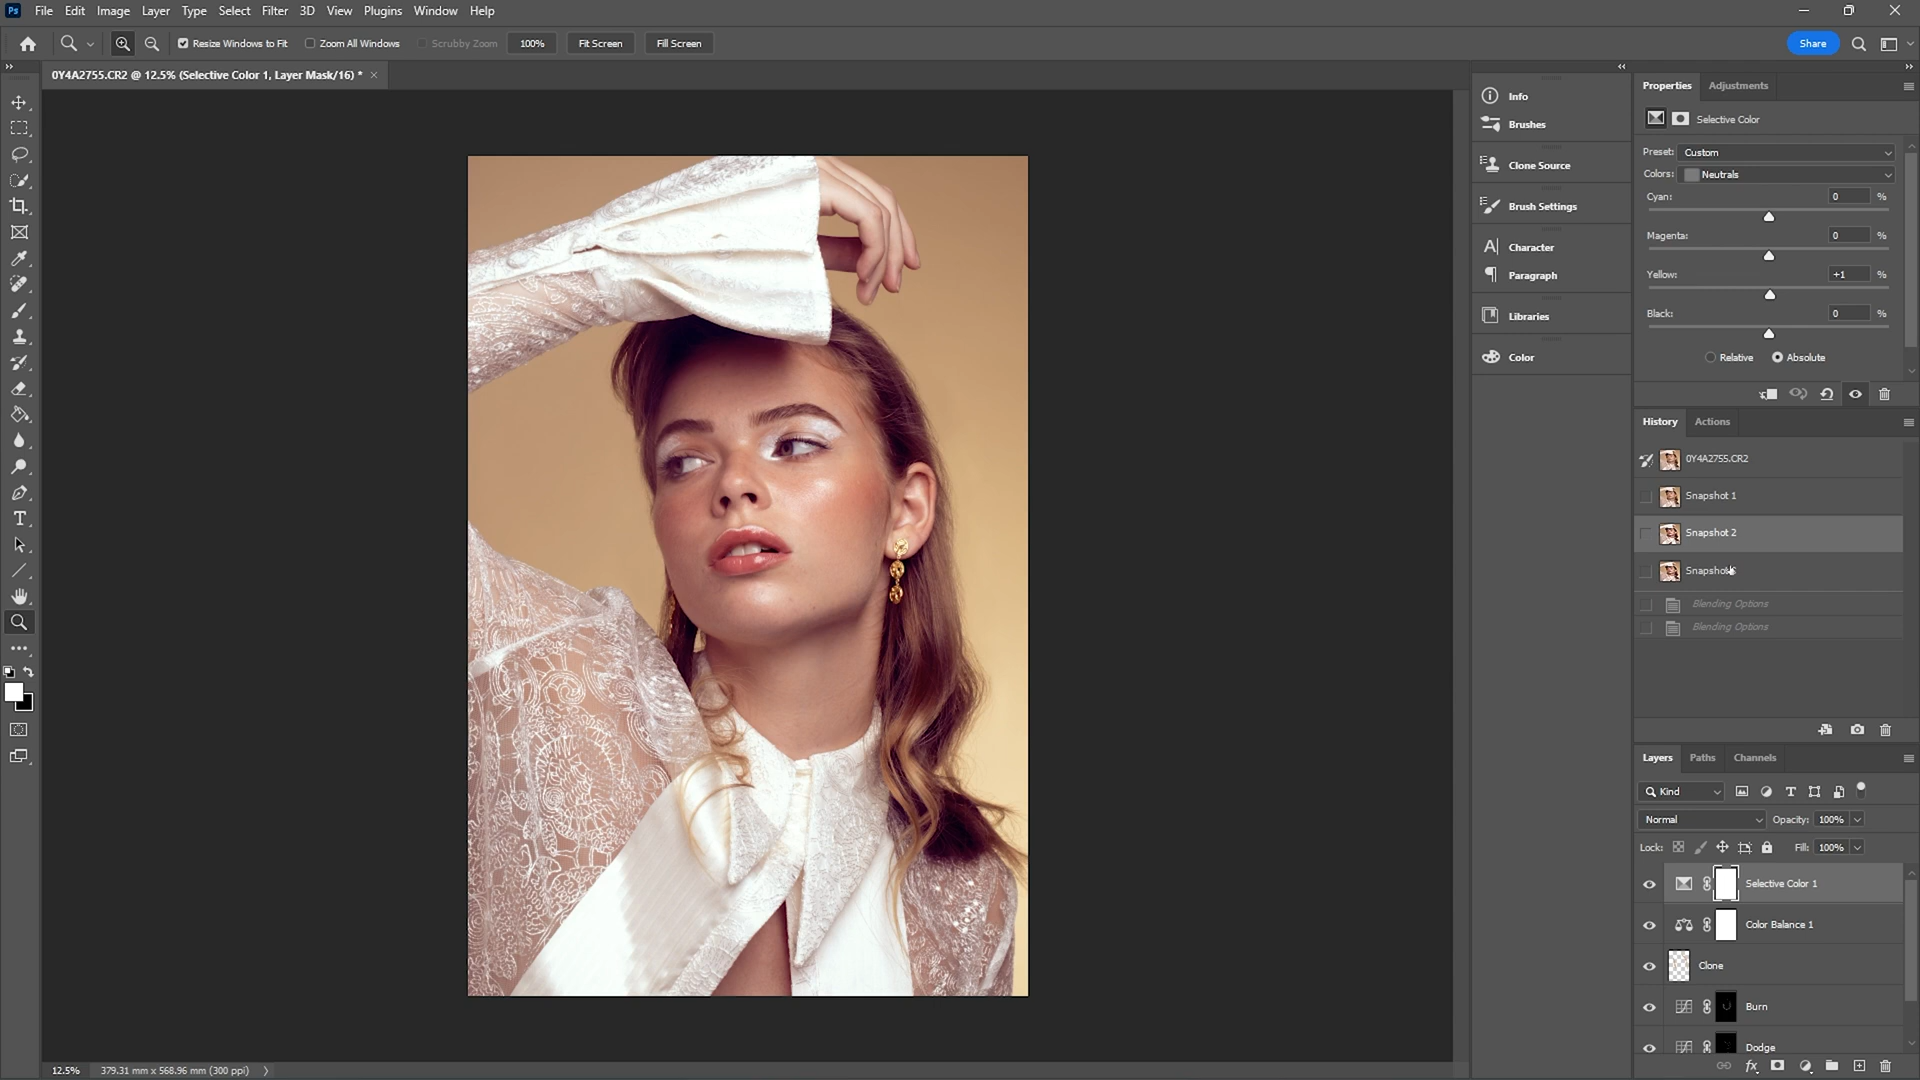 Ps File Edit Image Layer Type Select Filter 3D View Plugins Window Help
Resize Windows to Fit Zoom All Windows Scrubby Zoom 100% Fit Screen Fill Screen Share
0Y4A2755.CR2 @ 12.5% (Selective Color 1, Layer Mask/16) *
Info
Brushes
Clone Source
Brush Settings
Character
Paragraph
Libraries
Color
Properties Adjustments
Selective Color
Preset: Custom
Colors: Neutrals
Cyan: 0 %
Magenta: 0 %
Yellow: +1 %
Black: 0 %
Relative Absolute
History Actions
0Y4A2755.CR2
Snapshot 1
Snapshot 2
Snapshot
Blending Options
Blending Options
Layers Paths Channels
Kind
Normal Opacity: 100%
Lock: Fill: 100%
Selective Color 1
Color Balance 1
Clone
Burn
Dodge
12.5% 379.31 mm x 568.96 mm (300 ppi)